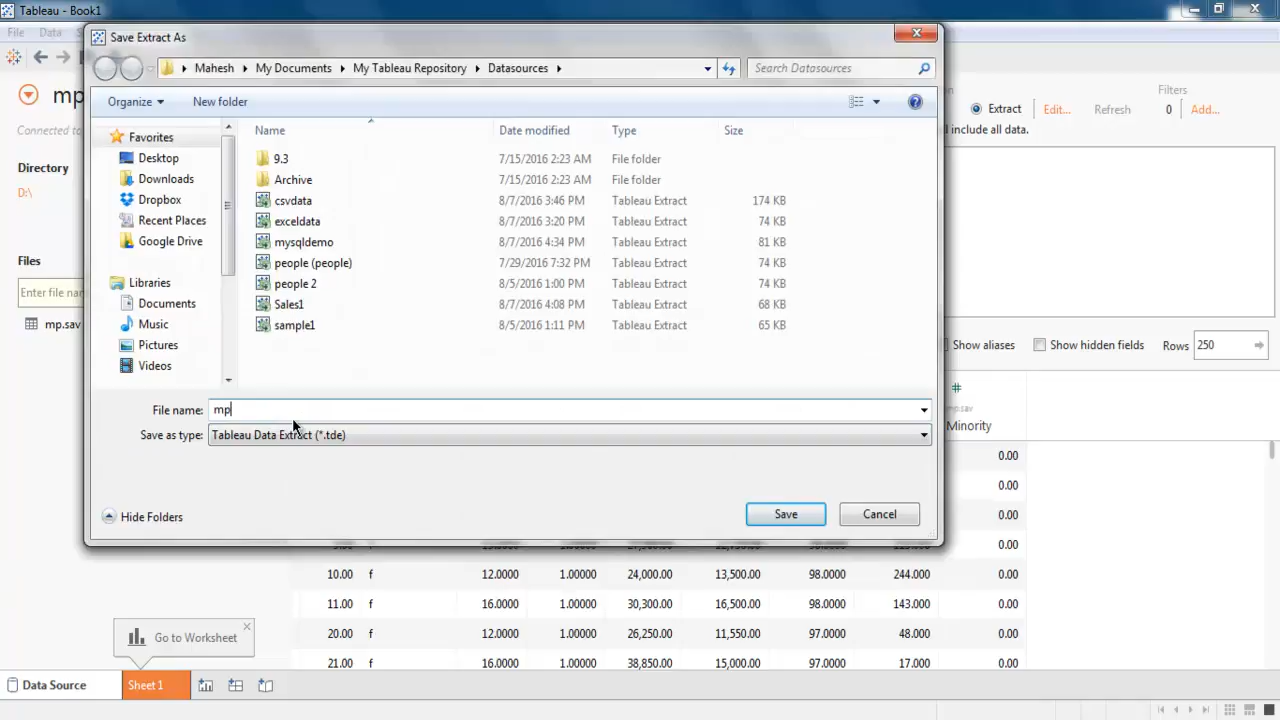 Tableau - Book1
File Data
Save Extract As
Mahesh My Documents My Tableau Repository Datasources
Search Datasources
Organize New folder
mp
Connected to
Directory
D:\
Files
Enter file nam
mp.sav
Favorites
Desktop
Downloads
Dropbox
Recent Places
Google Drive
Libraries
Documents
Music
Pictures
Videos
Name Date modified Type Size
9.3 7/15/2016 2:23 AM File folder
Archive 7/15/2016 2:23 AM File folder
csvdata 8/7/2016 3:46 PM Tableau Extract 174 KB
exceldata 8/7/2016 3:20 PM Tableau Extract 74 KB
mysqldemo 8/7/2016 4:34 PM Tableau Extract 81 KB
people (people) 7/29/2016 7:32 PM Tableau Extract 74 KB
people 2 8/5/2016 1:00 PM Tableau Extract 74 KB
Sales1 8/7/2016 4:08 PM Tableau Extract 68 KB
sample1 8/5/2016 1:11 PM Tableau Extract 65 KB
File name: mp
Save as type: Tableau Data Extract (*.tde)
Hide Folders Save Cancel
Filters
Extract Edit... Refresh 0 Add...
include all data.
Show aliases Show hidden fields Rows 250
mp.sav
Minority
0.00
0.00
0.00
0.00
10.00 f 12.0000 1.00000 24,000.00 13,500.00 98.0000 244.000 0.00
11.00 f 16.0000 1.00000 30,300.00 16,500.00 98.0000 143.000 0.00
20.00 f 12.0000 1.00000 26,250.00 11,550.00 97.0000 48.000 0.00
21.00 f 16.0000 1.00000 38,850.00 15,000.00 97.0000 17.000 0.00
Go to Worksheet
Data Source Sheet 1